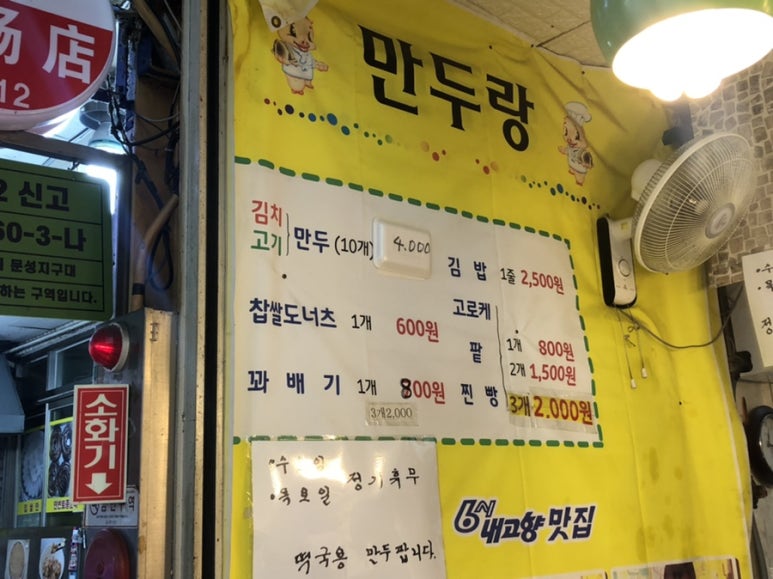 场店
12
2 신고
60-3-나
문성지구대
하는 구역입니다.
소화기
만두랑
김치
고기
만두 (10개) 4.000
김밥 1줄 2,500원
찹쌀도너츠 1개 600원
고로케
팥
1개 800원
2개 1,500원
꽈배기 1개 800원
3개 2,000
찐빵
3개 2.000원
·수요일
·목요일 정기휴무
떡국용 만두팝니다.
6시 내고향 맛집